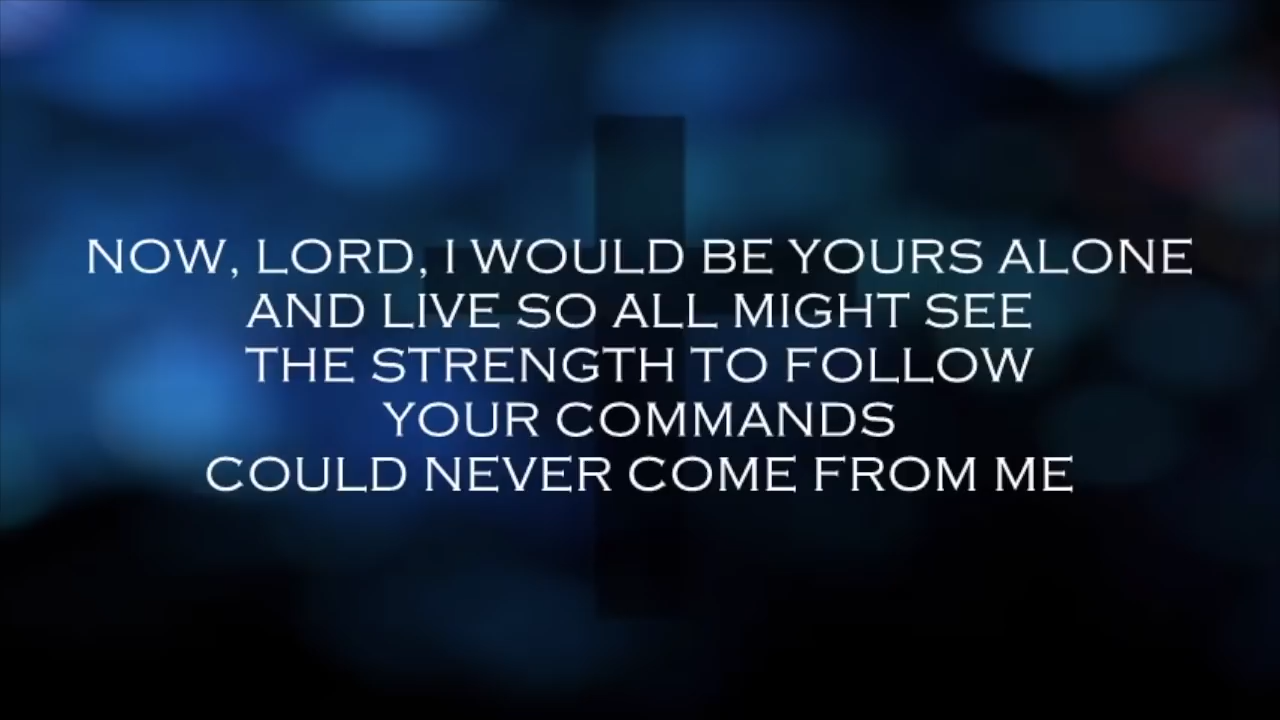 NOW, LORD, I WOULD BE YOURS ALONE
AND LIVE SO ALL MIGHT SEE
THE STRENGTH TO FOLLOW
YOUR COMMANDS
COULD NEVER COME FROM ME